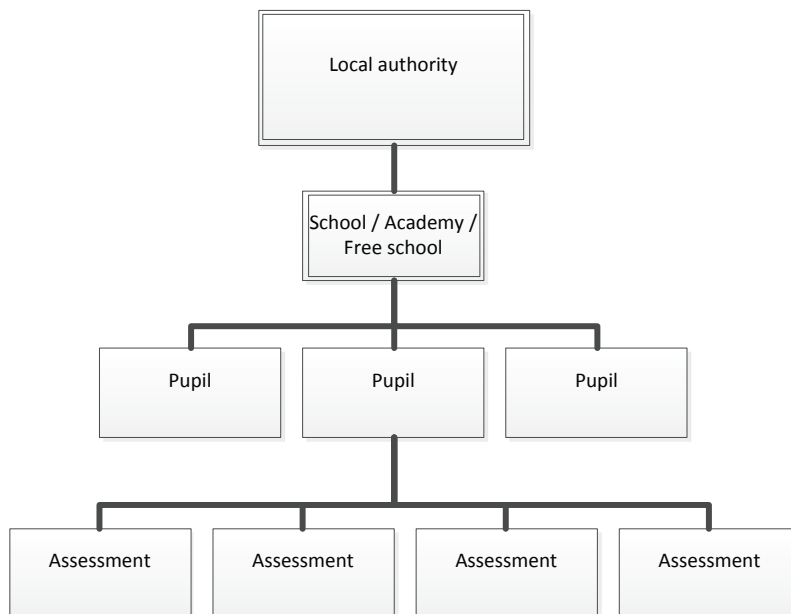 Local authority
School / Academy /
Free school
Pupil
Pupil
Pupil
Assessment
Assessment
Assessment
Assessment